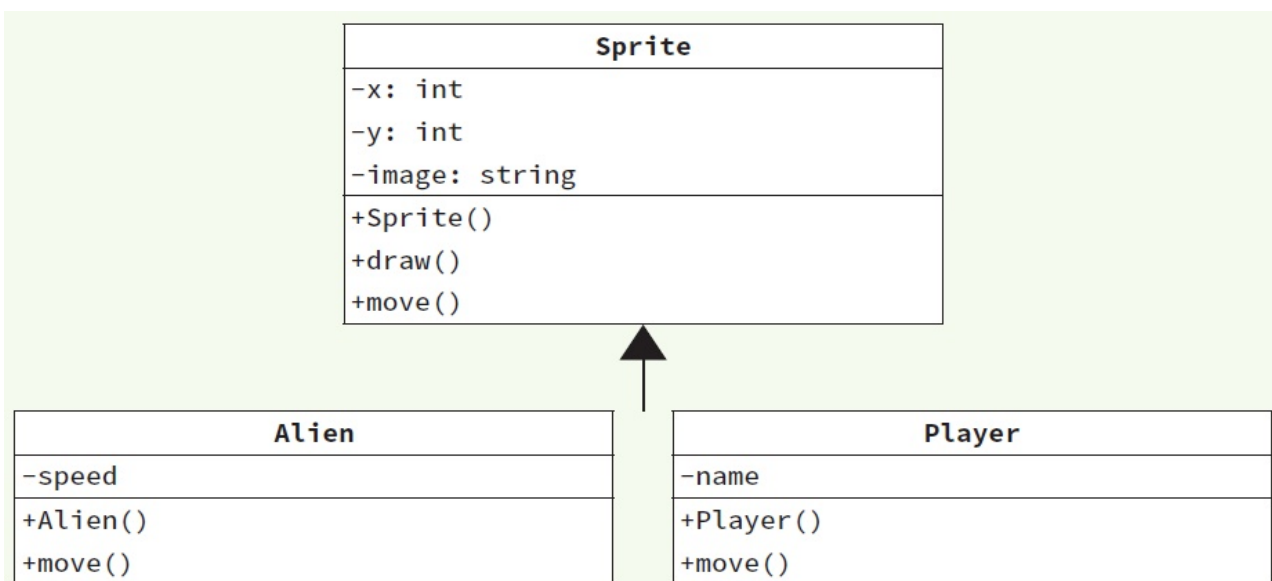 Sprite
-x: int
-y: int
-image: string
+Sprite()
+draw()
+move()
Alien
-speed
+Alien()
+move()
Player
-name
+Player()
+move()